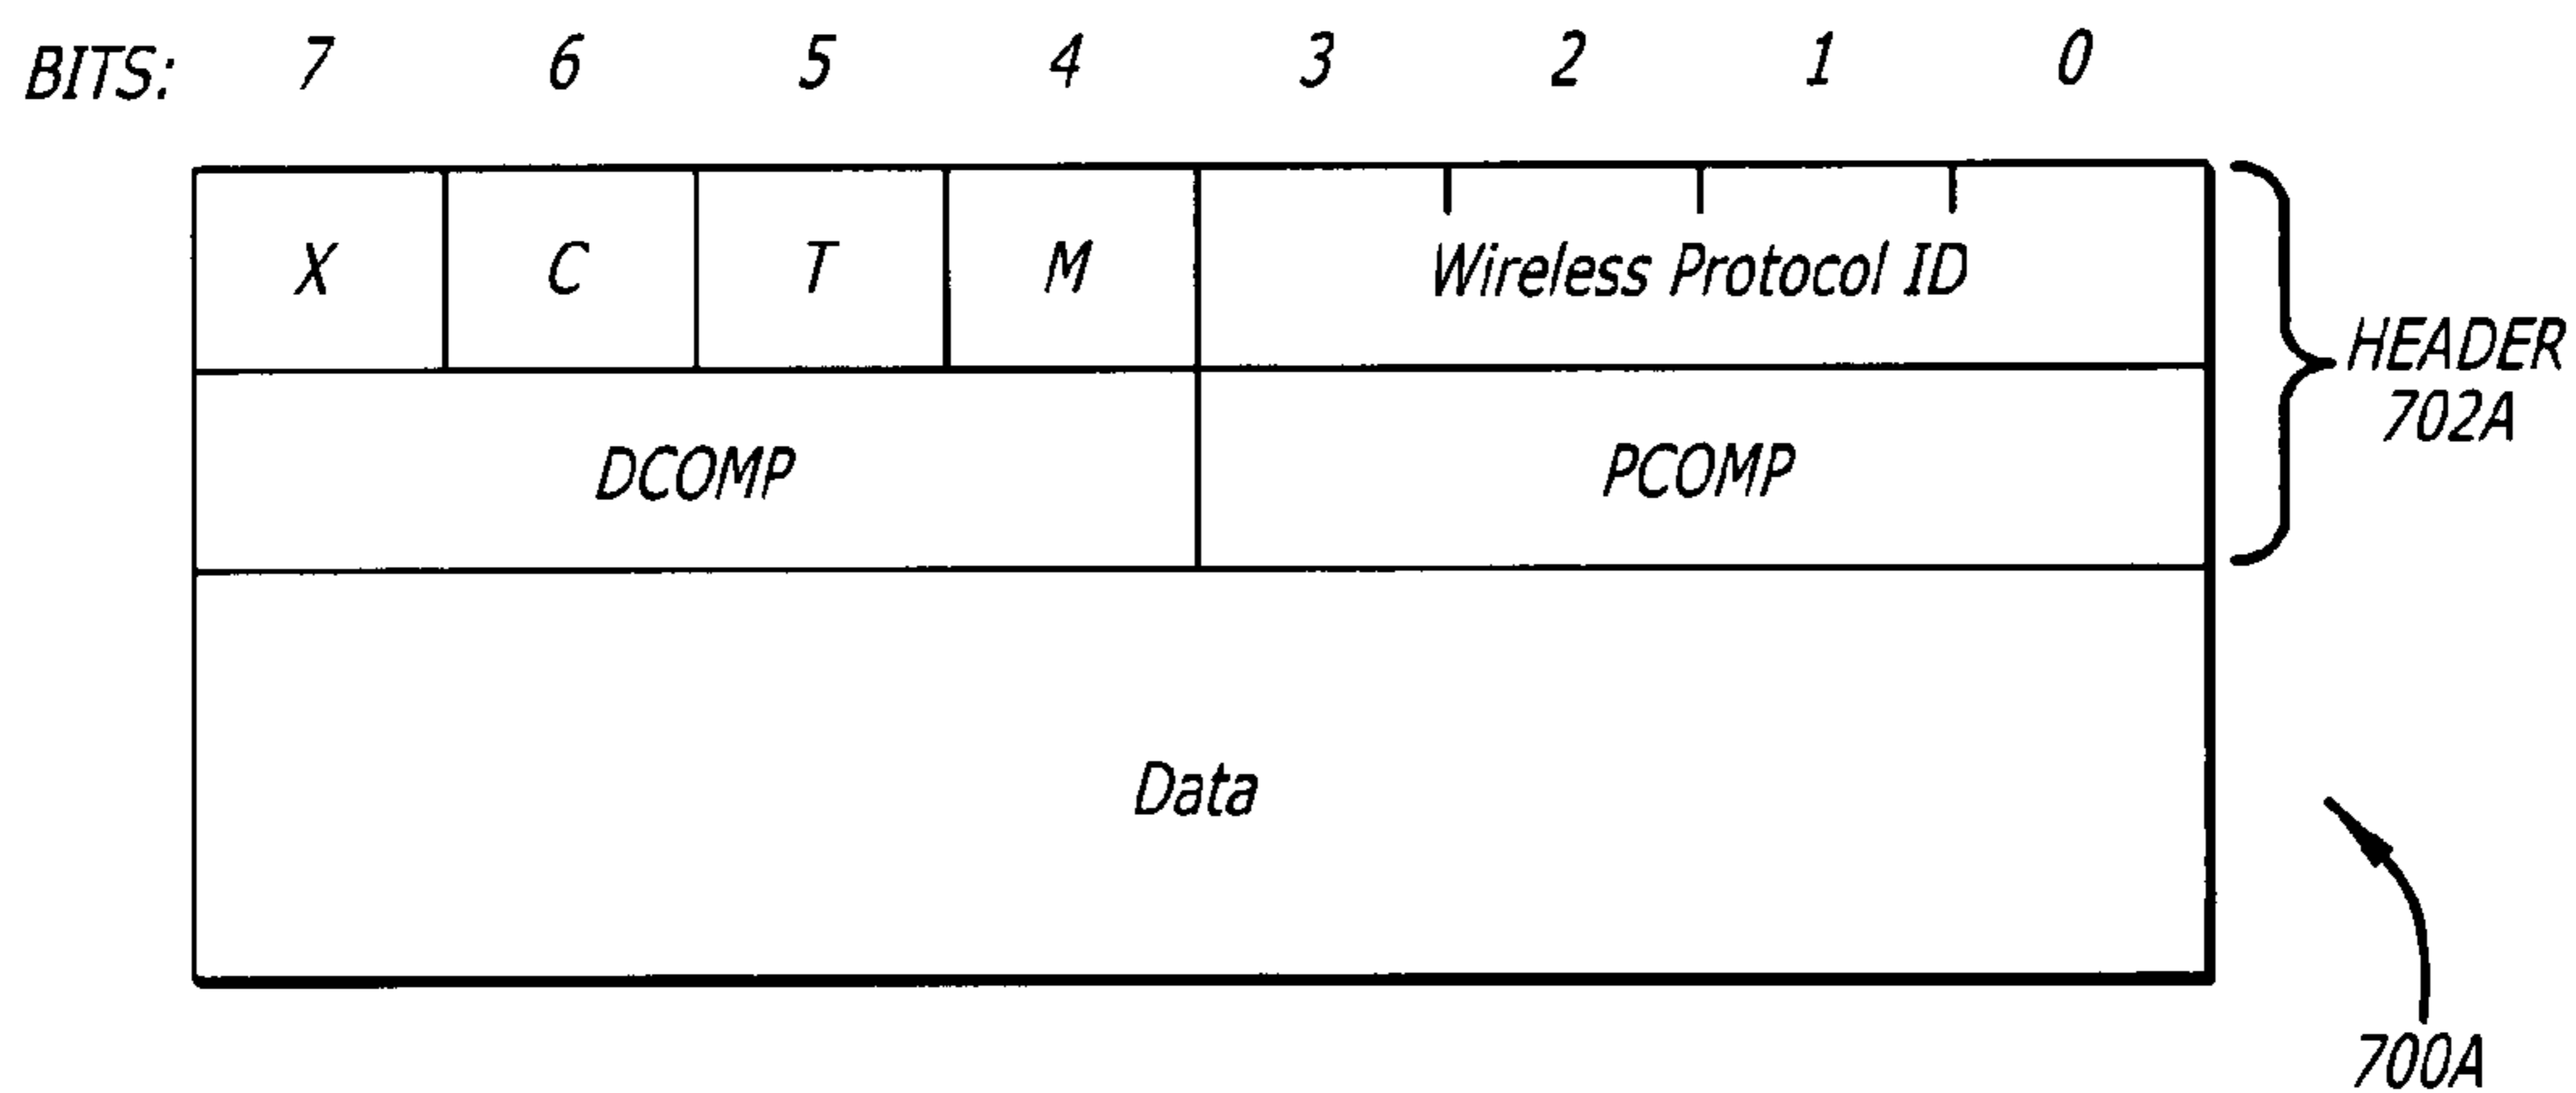 BITS: 7 6 5 4 3 2 1 0
X C T M Wireless Protocol ID
HEADER
702A
DCOMP PCOMP
Data
700A